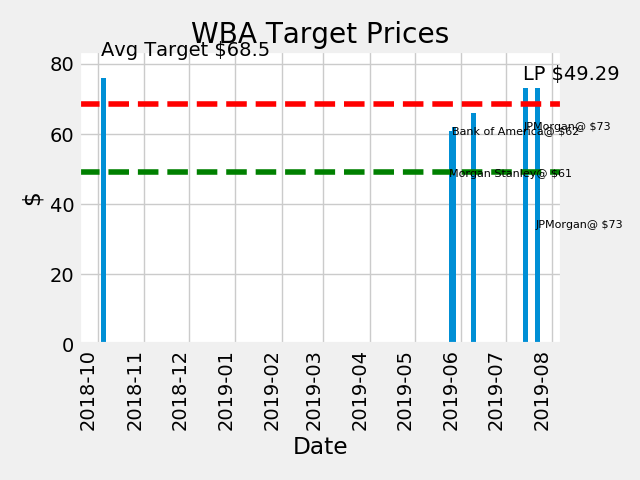 WBA Target Prices
Avg Target $68.5
LP $49.29
80
60
40
20
0
$
JPMorgan@ $73
Bank of America@ $62
Morgan Stanley@ $61
JPMorgan@ $73
2018-10
2018-11
2018-12
2019-01
2019-02
2019-03
2019-04
2019-05
2019-06
2019-07
2019-08
Date